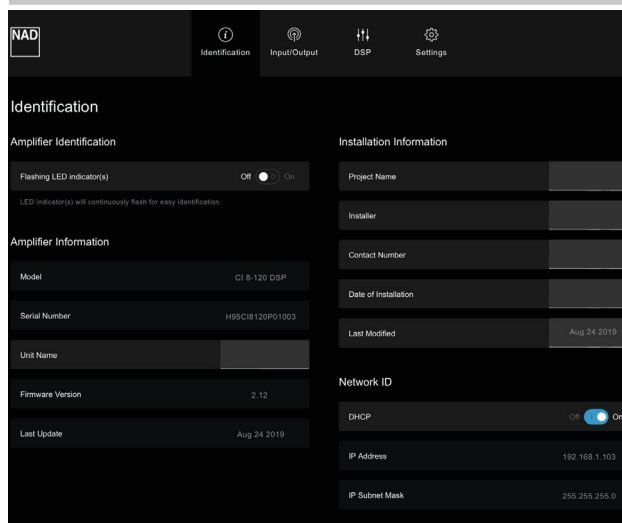 NAD
Identification
Input/Output
DSP
Settings
Identification
Amplifier Identification
Flashing LED indicator(s)
Off
On
LED indicator(s) will continuously flash for easy identification.
Amplifier Information
Model
CI 8-120 DSP
Serial Number
H95CI8120P01003
Unit Name
Firmware Version
2.12
Last Update
Aug 24 2019
Installation Information
Project Name
Installer
Contact Number
Date of Installation
Last Modified
Aug 24 2019
Network ID
DHCP
Off
On
IP Address
192.168.1.103
IP Subnet Mask
255.255.255.0